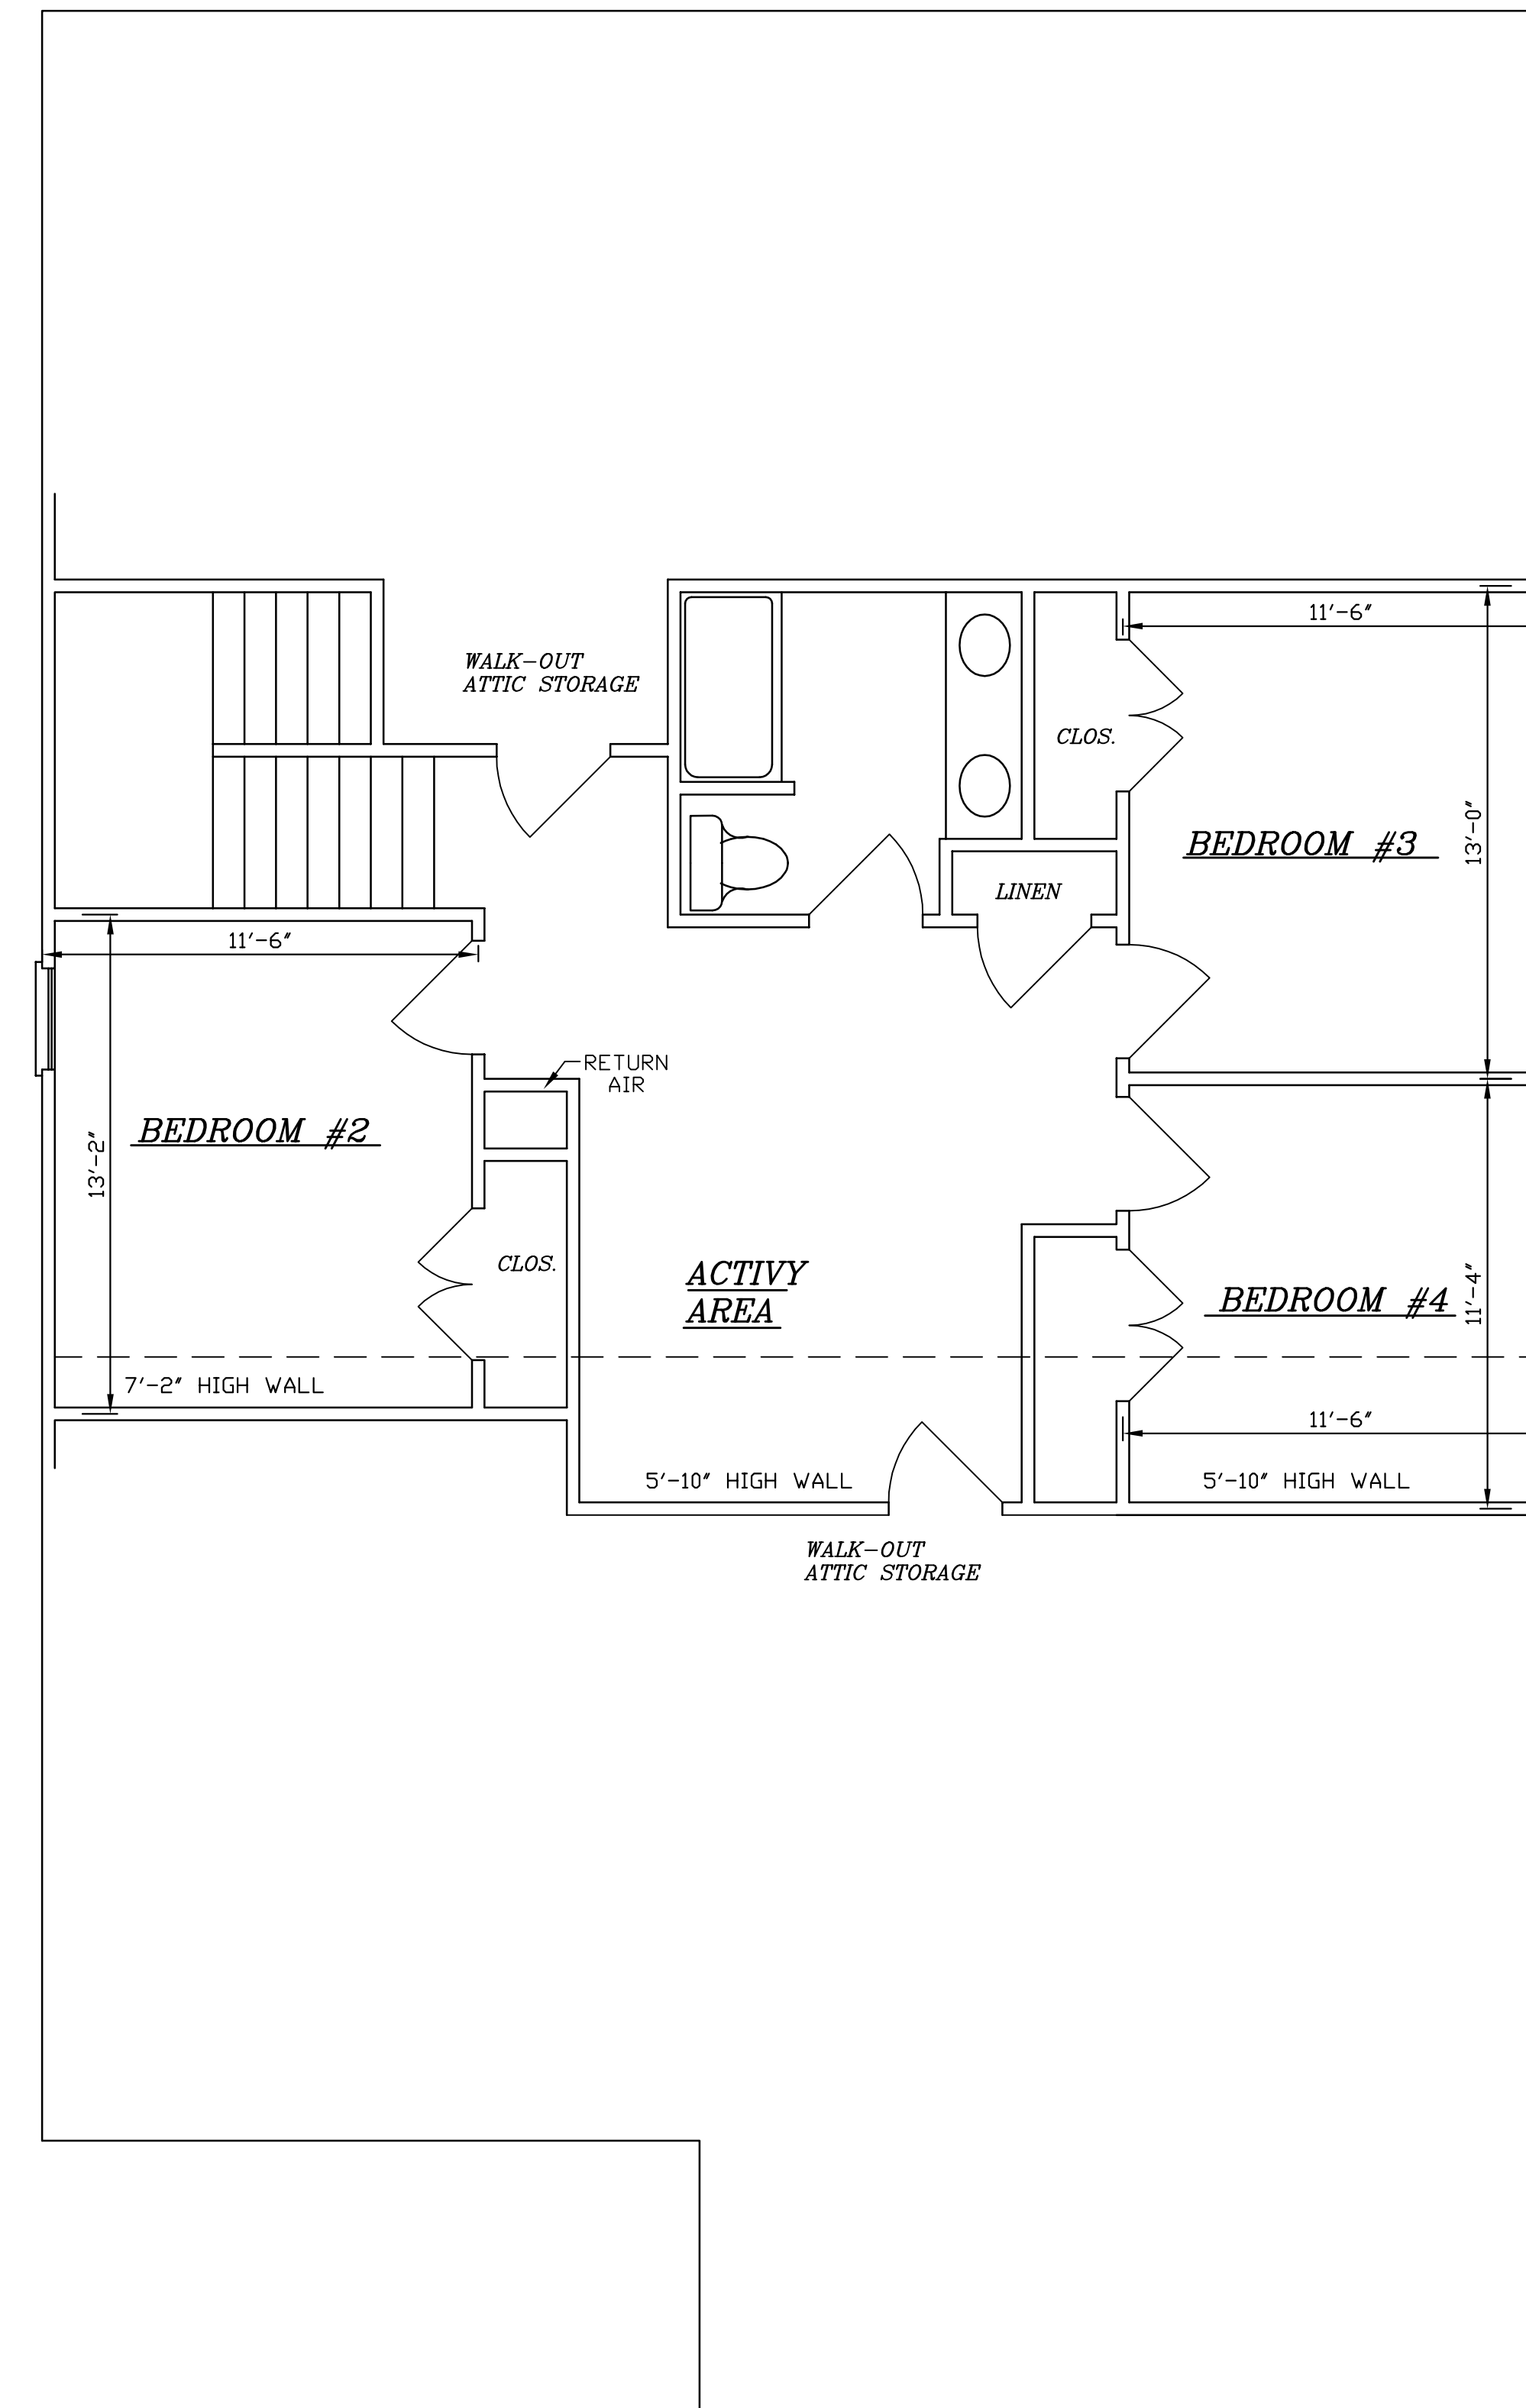 11'-6"
WALK-OUT
ATTIC STORAGE
CLOS.
13'-0"
BEDROOM #3
LINEN
11'-6"
RETURN
AIR
BEDROOM #2
13'-2"
CLOS.
ACTIVY
AREA
BEDROOM #4
11'-4"
7'-2" HIGH WALL
11'-6"
5'-10" HIGH WALL
5'-10" HIGH WALL
WALK-OUT
ATTIC STORAGE